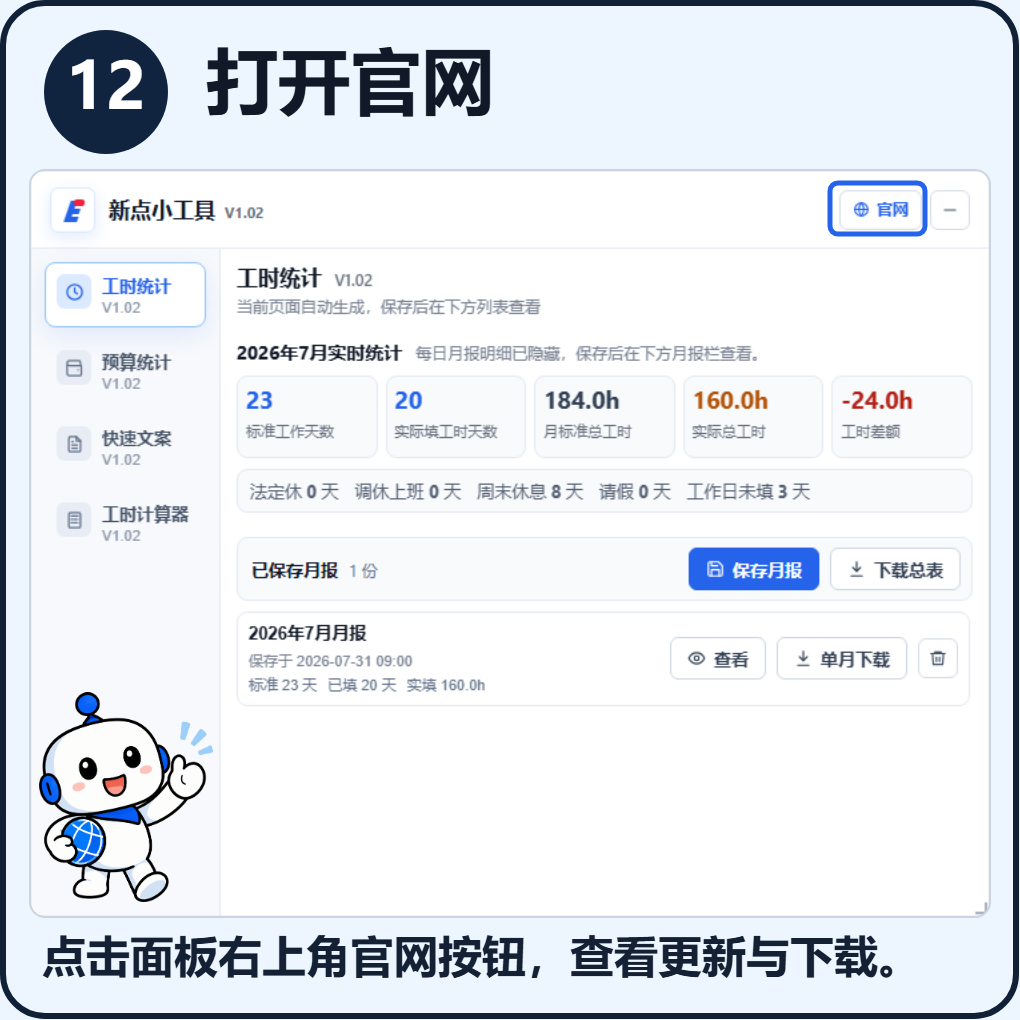 12 打开官网
新点小工具 V1.02
官网
工时统计
V1.02
预算统计
V1.02
快速文案
V1.02
工时计算器
V1.02
工时统计 V1.02
当前页面自动生成，保存后在下方列表查看
2026年7月实时统计 每日月报明细已隐藏，保存后在下方月报栏查看。
23
标准工作天数
20
实际填工时天数
184.0h
月标准总工时
160.0h
实际总工时
-24.0h
工时差额
法定休 0 天 调休上班 0 天 周末休息 8 天 请假 0 天 工作日未填 3 天
已保存月报 1 份
保存月报
下载总表
2026年7月月报
保存于 2026-07-31 09:00
标准 23 天 已填 20 天 实填 160.0h
查看
单月下载
点击面板右上角官网按钮，查看更新与下载。